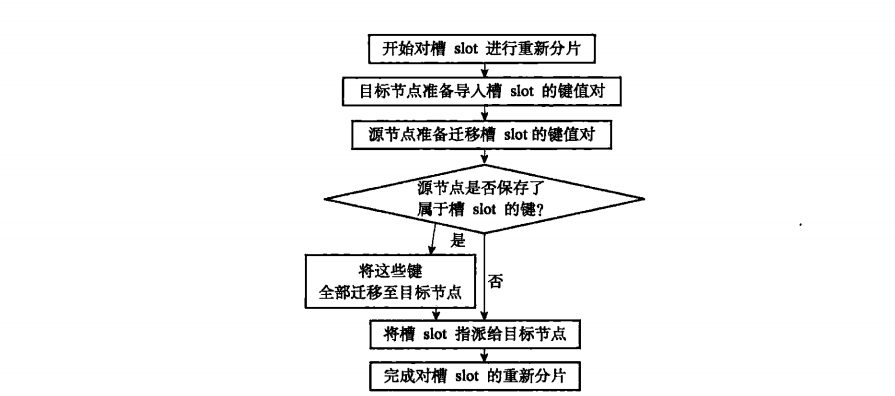 开始对槽 slot 进行重新分片
目标节点准备导入槽 slot 的键值对
源节点准备迁移槽 slot的键值对
源节点是否保存了
属于槽 slot 的键?
是
将这些键
全部迁移至目标节点
否
将槽 slot 指派给目标节点
完成对槽 slot 的重新分片